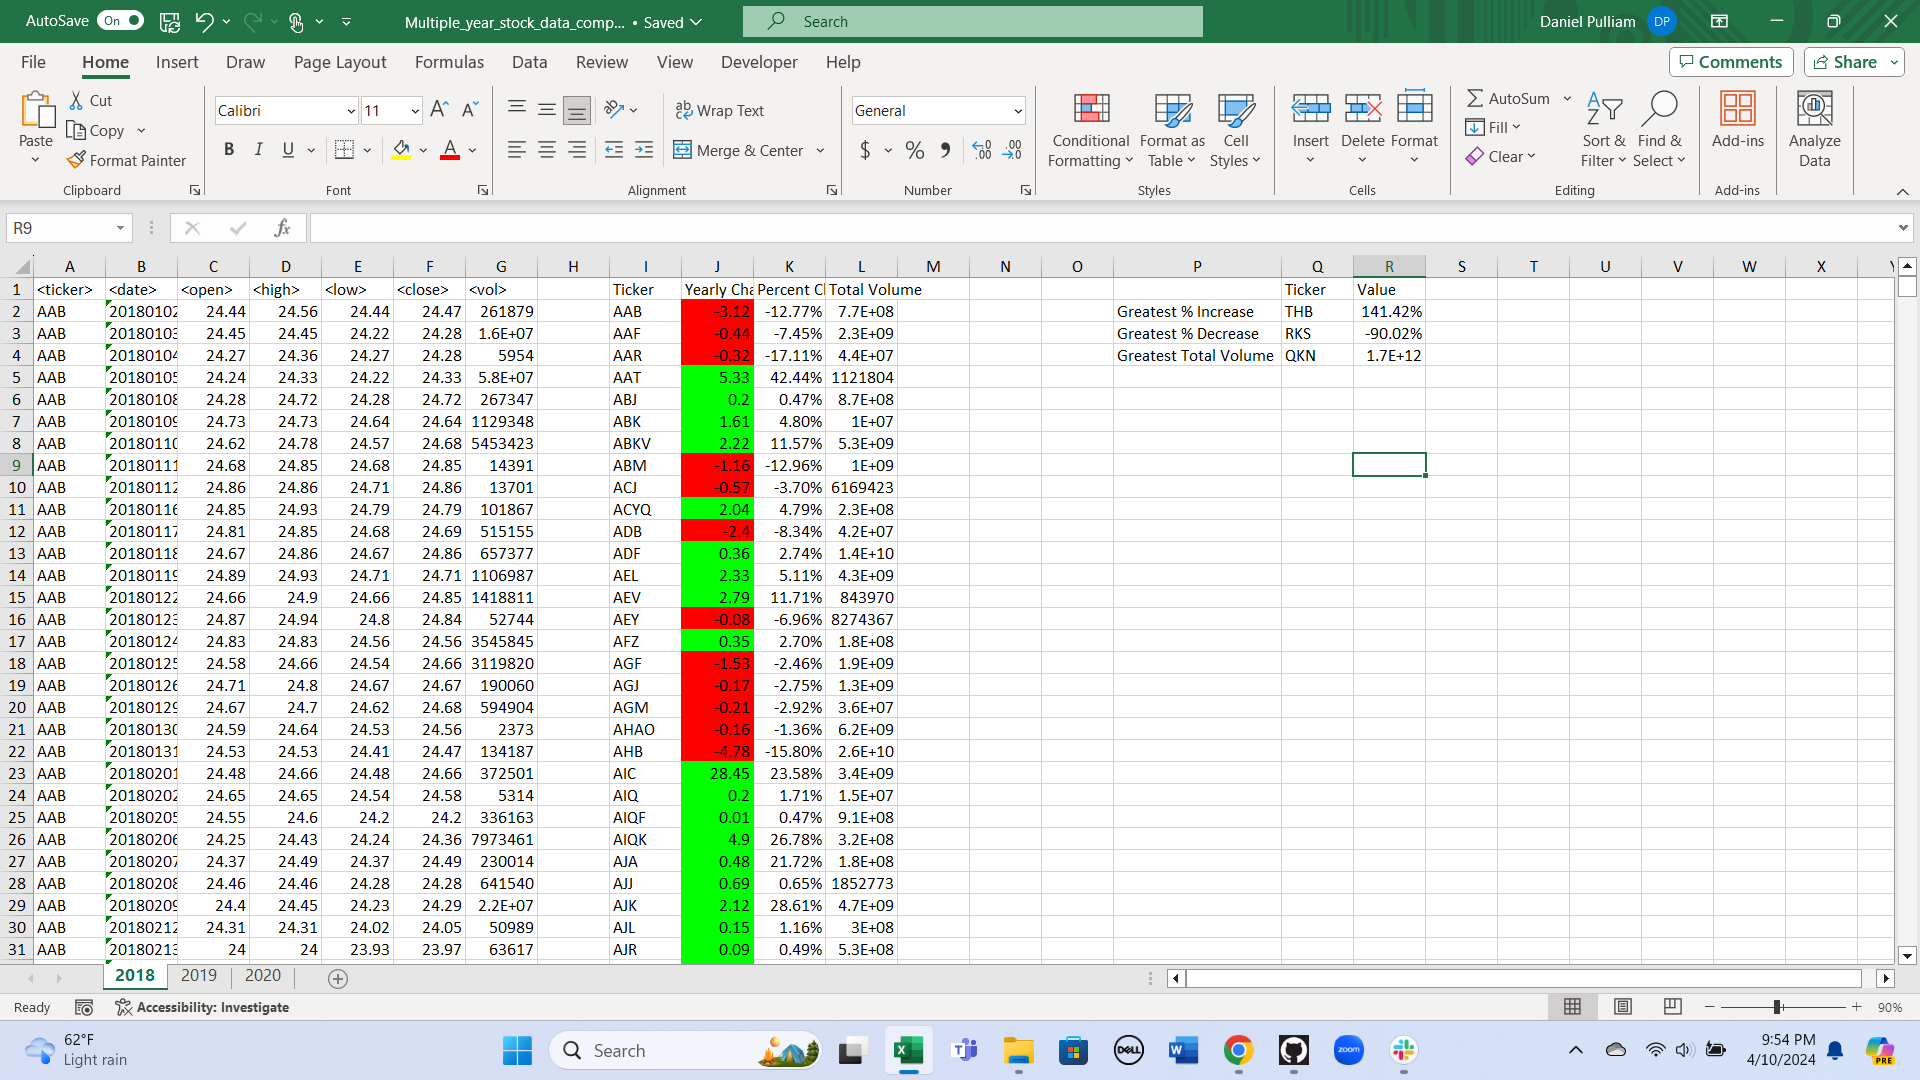 AutoSave On Multiple_year_stock_data_comp... • Saved Search Daniel Pulliam DP
File Home Insert Draw Page Layout Formulas Data Review View Developer Help Comments Share
Paste Cut Copy Format Painter Clipboard
Calibri 11 B I U A A Font
ab Wrap Text Merge & Center Alignment
General $ % 9 .00 .00 Number
Conditional Formatting Format as Table Cell Styles Styles
Insert Delete Format Cells
AutoSum Fill Clear Sort & Filter Find & Select Editing
Add-ins Add-ins
Analyze Data
R9 fx
A B C D E F G H I J K L M N O P Q R S T U V W X
1 <ticker> <date> <open> <high> <low> <close> <vol> Ticker Yearly Cha Percent Cl Total Volume Ticker Value
2 AAB 20180102 24.44 24.56 24.44 24.47 261879 AAB -3.12 -12.77% 7.7E+08 Greatest % Increase THB 141.42%
3 AAB 20180103 24.45 24.45 24.22 24.28 1.6E+07 AAF -0.44 -7.45% 2.3E+09 Greatest % Decrease RKS -90.02%
4 AAB 20180104 24.27 24.36 24.27 24.28 5954 AAR -0.32 -17.11% 4.4E+07 Greatest Total Volume QKN 1.7E+12
5 AAB 20180105 24.24 24.33 24.22 24.33 5.8E+07 AAT 5.33 42.44% 1121804
6 AAB 20180108 24.28 24.72 24.28 24.72 267347 ABJ 0.2 0.47% 8.7E+08
7 AAB 20180109 24.73 24.73 24.64 24.64 1129348 ABK 1.61 4.80% 1E+07
8 AAB 20180110 24.62 24.78 24.57 24.68 5453423 ABKV 2.22 11.57% 5.3E+09
9 AAB 20180111 24.68 24.85 24.68 24.85 14391 ABM -1.16 -12.96% 1E+09
10 AAB 20180112 24.86 24.86 24.71 24.86 13701 ACJ -0.57 -3.70% 6169423
11 AAB 20180116 24.85 24.93 24.79 24.79 101867 ACYQ 2.04 4.79% 2.3E+08
12 AAB 20180117 24.81 24.85 24.68 24.69 515155 ADB -2.4 -8.34% 4.2E+07
13 AAB 20180118 24.67 24.86 24.67 24.86 657377 ADF 0.36 2.74% 1.4E+10
14 AAB 20180119 24.89 24.93 24.71 24.71 1106987 AEL 2.33 5.11% 4.3E+09
15 AAB 20180122 24.66 24.9 24.66 24.85 1418811 AEV 2.79 11.71% 843970
16 AAB 20180123 24.87 24.94 24.8 24.84 52744 AEY -0.08 -6.96% 8274367
17 AAB 20180124 24.83 24.83 24.56 24.56 3545845 AFZ 0.35 2.70% 1.8E+08
18 AAB 20180125 24.58 24.66 24.54 24.66 3119820 AGF -1.53 -2.46% 1.9E+09
19 AAB 20180126 24.71 24.8 24.67 24.67 190060 AGJ -0.17 -2.75% 1.3E+09
20 AAB 20180129 24.67 24.7 24.62 24.68 594904 AGM -0.21 -2.92% 3.6E+07
21 AAB 20180130 24.59 24.64 24.53 24.56 2373 AHAO -0.16 -1.36% 6.2E+09
22 AAB 20180131 24.53 24.53 24.41 24.47 134187 AHB -4.78 -15.80% 2.6E+10
23 AAB 20180201 24.48 24.66 24.48 24.66 372501 AIC 28.45 23.58% 3.4E+09
24 AAB 20180202 24.65 24.65 24.54 24.58 5314 AIQ 0.2 1.71% 1.5E+07
25 AAB 20180205 24.55 24.6 24.2 24.2 336163 AIQF 0.01 0.47% 9.1E+08
26 AAB 20180206 24.25 24.43 24.24 24.36 7973461 AIQK 4.9 26.78% 3.2E+08
27 AAB 20180207 24.37 24.49 24.37 24.49 230014 AJA 0.48 21.72% 1.8E+08
28 AAB 20180208 24.46 24.46 24.28 24.28 641540 AJJ 0.69 0.65% 1852773
29 AAB 20180209 24.4 24.45 24.23 24.29 2.2E+07 AJK 2.12 28.61% 4.7E+09
30 AAB 20180212 24.31 24.31 24.02 24.05 50989 AJL 0.15 1.16% 3E+08
31 AAB 20180213 24 24 23.93 23.97 63617 AJR 0.09 0.49% 5.3E+08
2018 2019 2020
Ready Accessibility: Investigate 90%
62°F Light rain Search DELL zoom 9:54 PM 4/10/2024 PRE